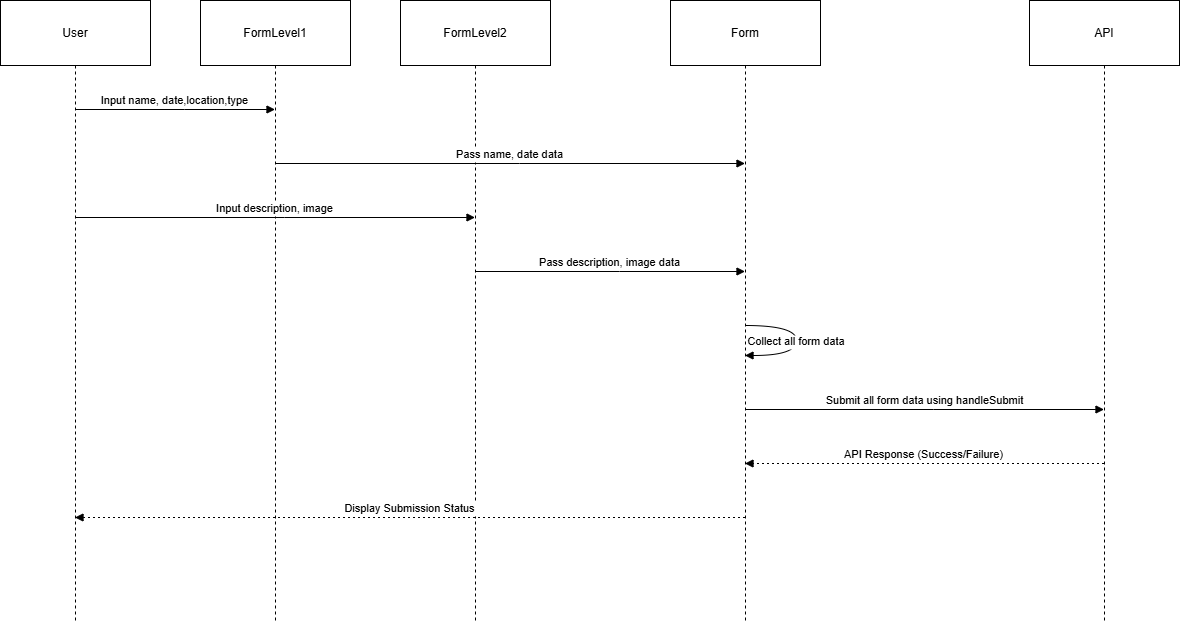 User
FormLevel1
FormLevel2
Form
API
Input name, date,location,type
Pass name, date data
Input description, image
Pass description, image data
Collect all form data
Submit all form data using handleSubmit
API Response (Success/Failure)
Display Submission Status